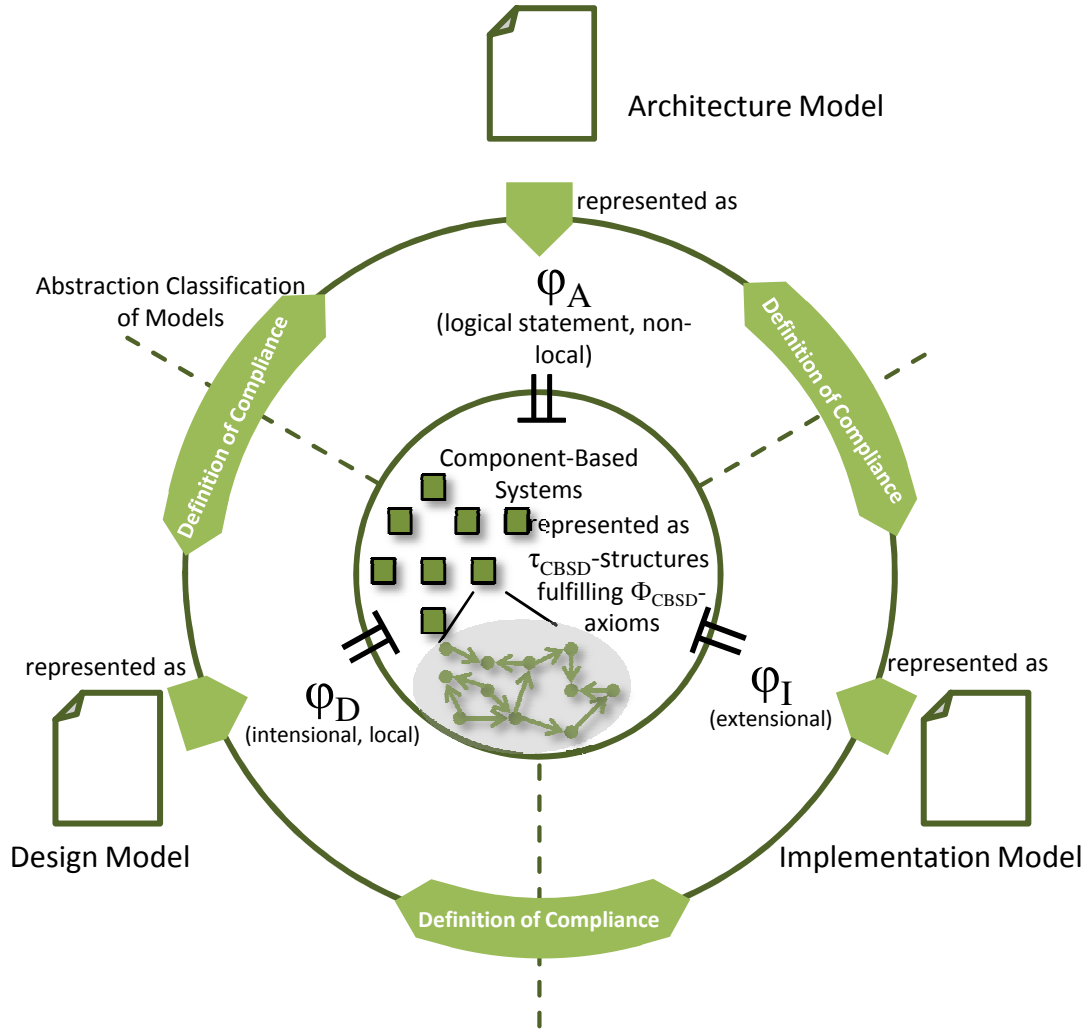 Architecture Model
represented as
φA
(logical statement, non-
local)
Abstraction Classification
of Models
Definition of Compliance
Definition of Compliance
Component-Based
Systems
represented as
τCBSD-structures
fulfilling ΦCBSD-
axioms
represented as
φD
(intensional, local)
Design Model
represented as
φI
(extensional)
Implementation Model
Definition of Compliance